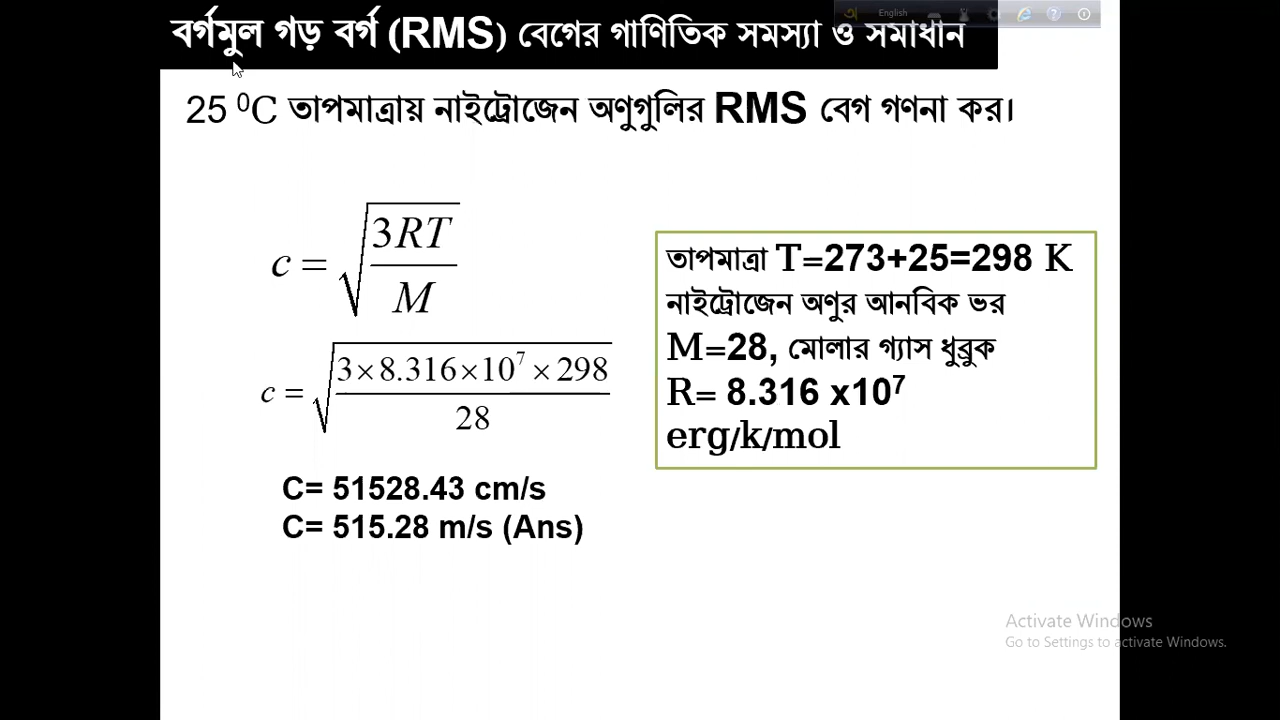 বর্গমুল গড় বর্গ (RMS) বেগের গাণিতিক সমস্যা ও সমাধান
English
25 ⁰C তাপমাত্রায় নাইট্রোজেন অণুগুলির RMS বেগ গণনা কর।
c = √(3RT/M)
c = √(3×8.316×10⁷×298/28)
C= 51528.43 cm/s
C= 515.28 m/s (Ans)
তাপমাত্রা T=273+25=298 K
নাইট্রোজেন অণুর আনবিক ভর
M=28, মোলার গ্যাস ধুব্রুক
R= 8.316 x10⁷
erg/k/mol
Activate Windows
Go to Settings to activate Windows.